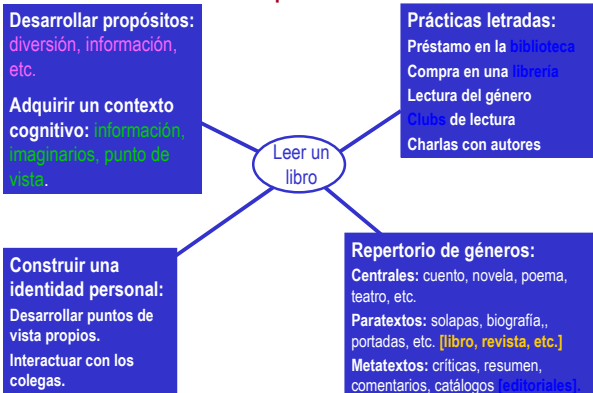 Desarrollar propósitos:
diversión, información,
etc.
Adquirir un contexto
cognitivo: información,
imaginarios, punto de
vista.
Prácticas letradas:
Préstamo en la biblioteca
Compra en una librería
Lectura del género
Clubs de lectura
Charlas con autores
Leer un
libro
Construir una
identidad personal:
Desarrollar puntos de
vista propios.
Interactuar con los
colegas.
Repertorio de géneros:
Centrales: cuento, novela, poema,
teatro, etc.
Paratextos: solapas, biografía,,
portadas, etc. [libro, revista, etc.]
Metatextos: críticas, resumen,
comentarios, catálogos [editoriales].